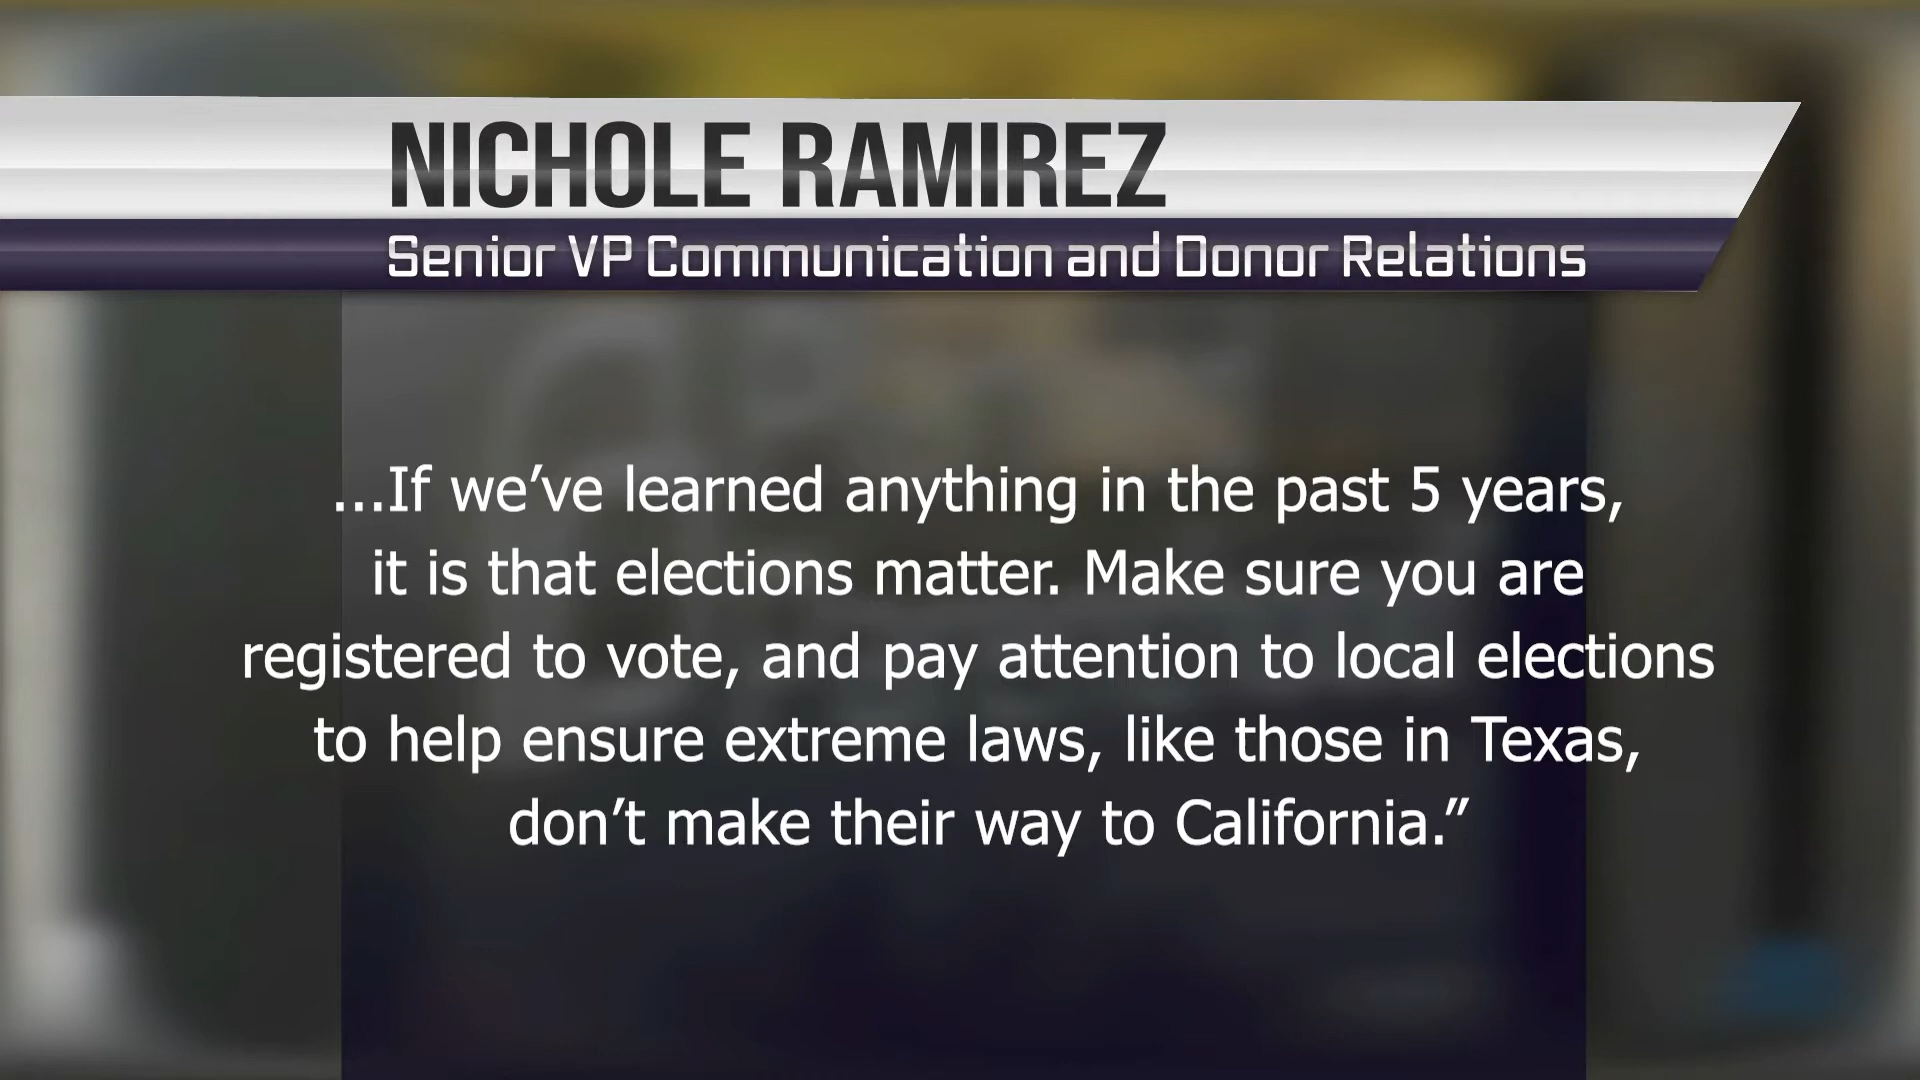 NICHOLE RAMIREZ
Senior VP Communication and Donor Relations
...If we’ve learned anything in the past 5 years,
it is that elections matter. Make sure you are
registered to vote, and pay attention to local elections
to help ensure extreme laws, like those in Texas,
don’t make their way to California.”